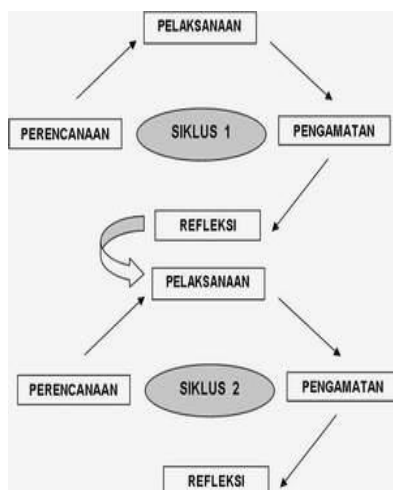 PELAKSANAAN
PERENCANAAN
SIKLUS 1
PENGAMATAN
REFLEKSI
PELAKSANAAN
PERENCANAAN
SIKLUS 2
PENGAMATAN
REFLEKSI